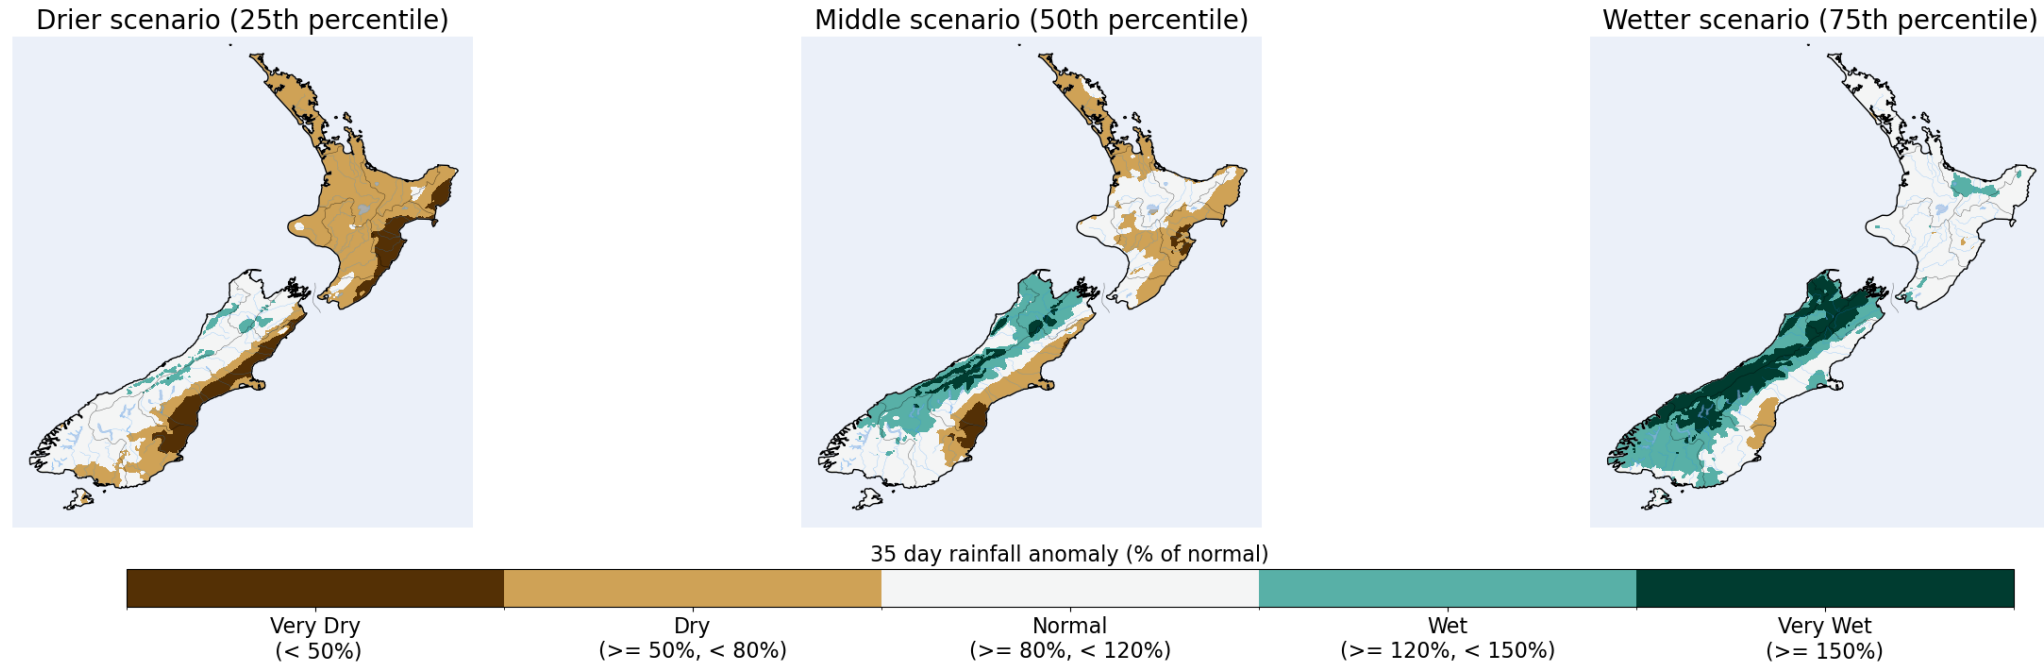 Drier scenario (25th percentile)
Middle scenario (50th percentile)
Wetter scenario (75th percentile)
35 day rainfall anomaly (% of normal)
Very Dry
(< 50%)
Dry
(>= 50%, < 80%)
Normal
(>= 80%, < 120%)
Wet
(>= 120%, < 150%)
Very Wet
(>= 150%)